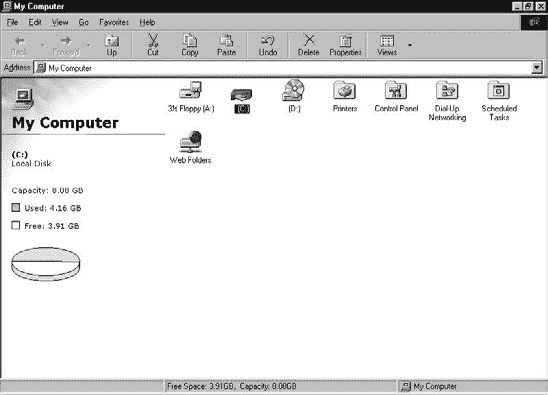 My Computer
File Edit View Go Favorites Help
Back Forward Up Cut Copy Paste Undo Delete Properties Views
Address My Computer
3½ Floppy (A:) (C:) (D:) Printers Control Panel Dial-Up Networking Scheduled Tasks
My Computer
Web Folders
(C:)
Local Disk
Capacity: 8.08 GB
Used: 4.16 GB
Free: 3.91 GB
Free Space: 3.91GB, Capacity: 8.08GB My Computer